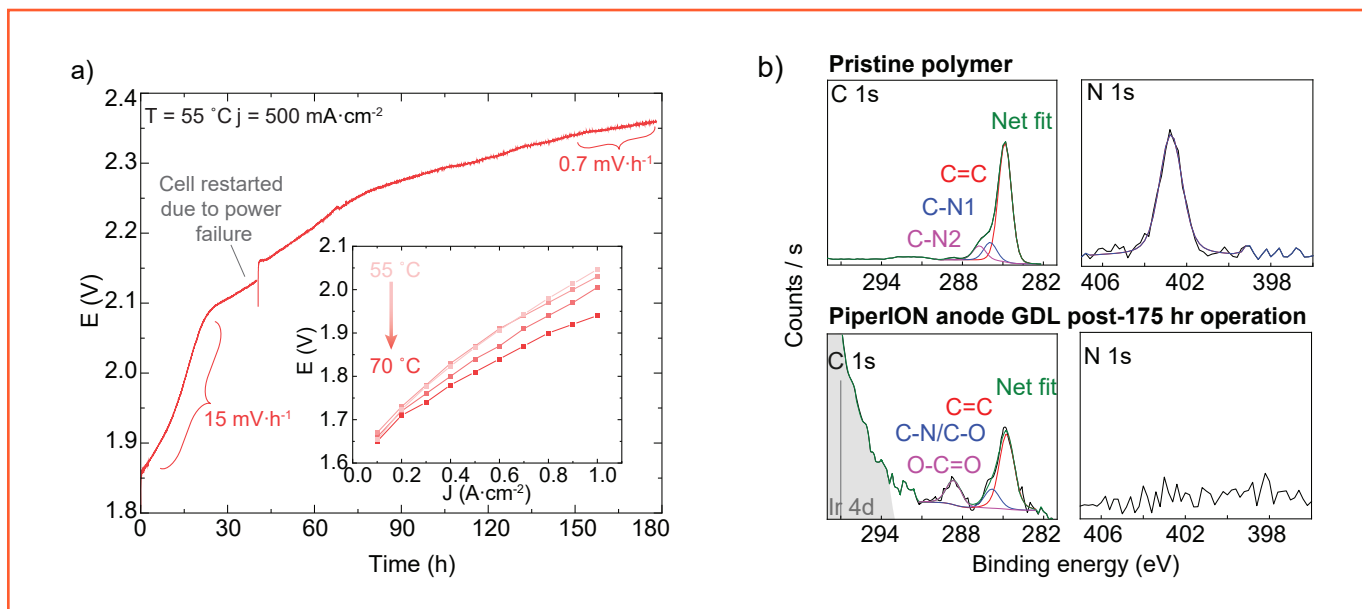 a)
T = 55 ˚C j = 500 mA·cm⁻²
Cell restarted
due to power
failure
15 mV·h⁻¹
0.7 mV·h⁻¹
E (V)
2.4
2.3
2.2
2.1
2.0
1.9
1.8
0 30 60 90 120 150 180
Time (h)
55 ˚C
70 ˚C
E (V)
2.1
2.0
1.9
1.8
1.7
1.6
0.0 0.2 0.4 0.6 0.8 1.0
J (A·cm⁻²)
b)
Pristine polymer
C 1s
Net fit
C=C
C-N1
C-N2
294 288 282
N 1s
406 402 398
Counts / s
PiperION anode GDL post-175 hr operation
C 1s
Net fit
C=C
C-N/C-O
O-C=O
Ir 4d
294 288 282
N 1s
406 402 398
Binding energy (eV)